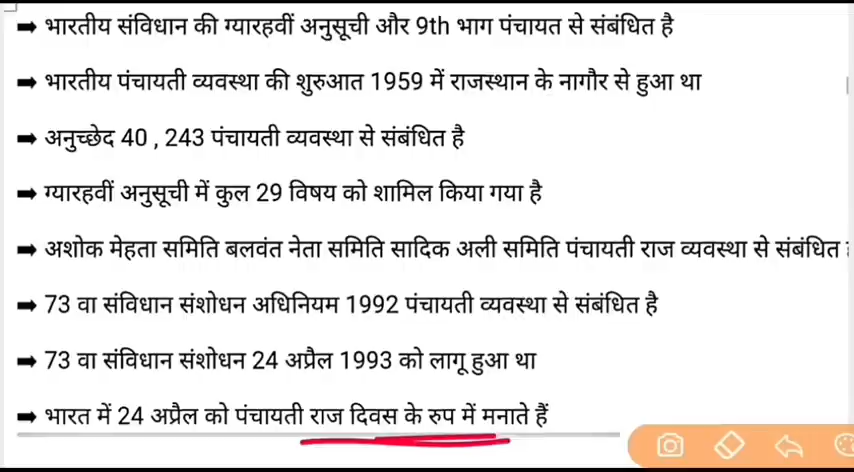 ➡ भारतीय संविधान की ग्यारहवीं अनुसूची और 9th भाग पंचायत से संबंधित है
➡ भारतीय पंचायती व्यवस्था की शुरुआत 1959 में राजस्थान के नागौर से हुआ था
➡ अनुच्छेद 40 , 243 पंचायती व्यवस्था से संबंधित है
➡ ग्यारहवीं अनुसूची में कुल 29 विषय को शामिल किया गया है
➡ अशोक मेहता समिति बलवंत नेता समिति सादिक अली समिति पंचायती राज व्यवस्था से संबंधित
➡ 73 वा संविधान संशोधन अधिनियम 1992 पंचायती व्यवस्था से संबंधित है
➡ 73 वा संविधान संशोधन 24 अप्रैल 1993 को लागू हुआ था
➡ भारत में 24 अप्रैल को पंचायती राज दिवस के रुप में मनाते हैं